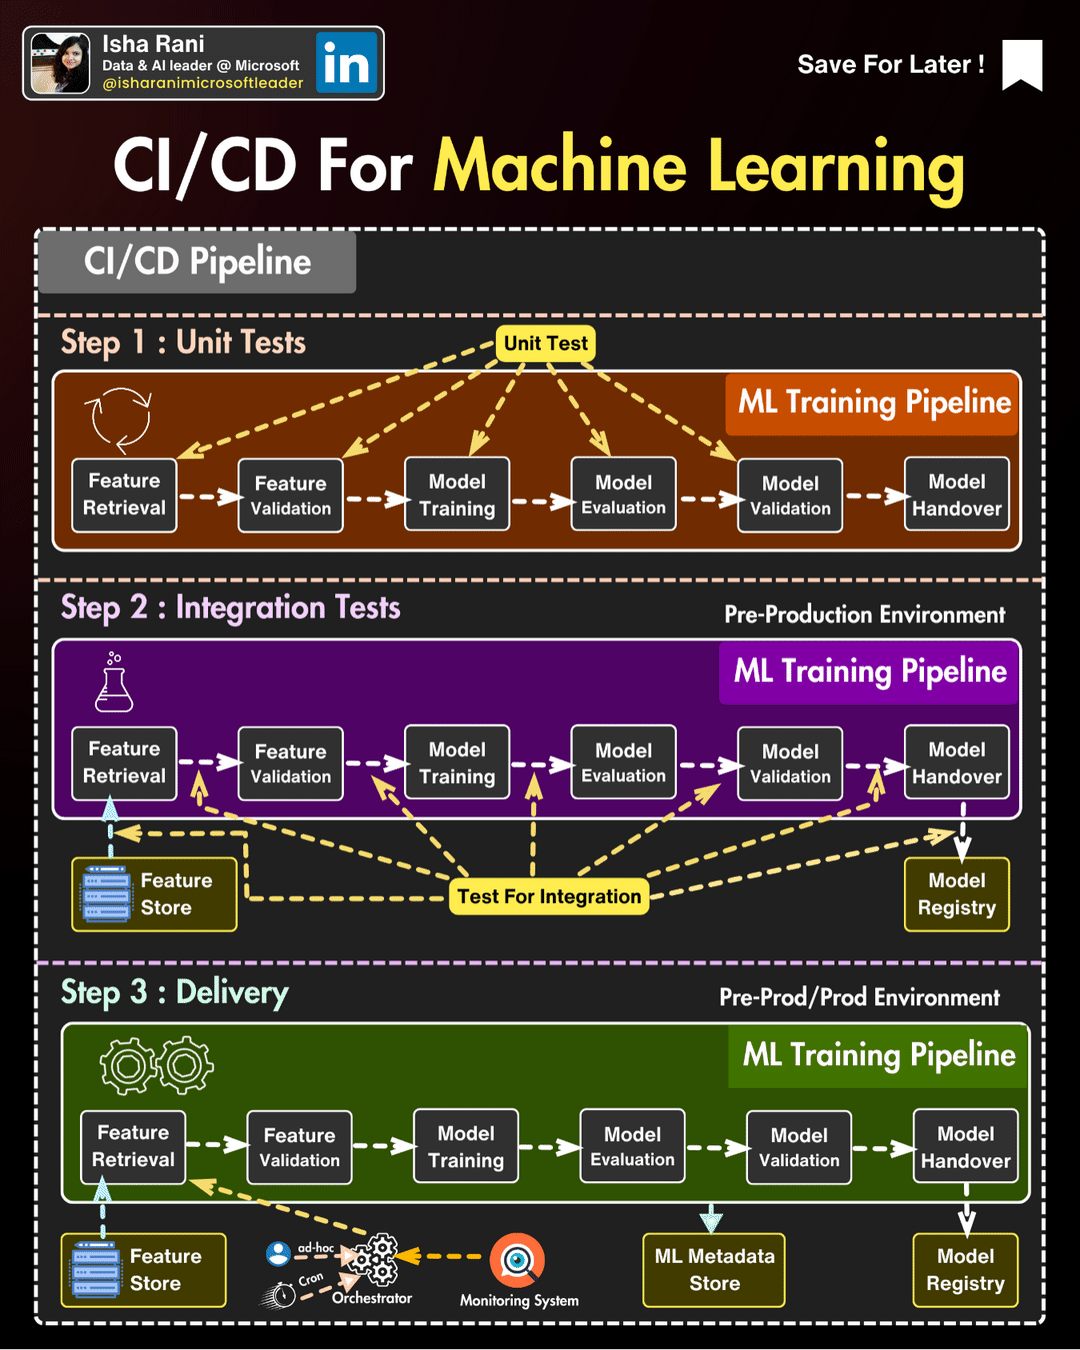 Isha Rani
Data & AI leader @ Microsoft
@isharanimicrosoftleader
in
Save For Later !
CI/CD For Machine Learning
CI/CD Pipeline
Step 1 : Unit Tests
Unit Test
ML Training Pipeline
Feature
Retrieval
Feature
Validation
Model
Training
Model
Evaluation
Model
Validation
Model
Handover
Step 2 : Integration Tests
Pre-Production Environment
ML Training Pipeline
Feature
Retrieval
Feature
Validation
Model
Training
Model
Evaluation
Model
Validation
Model
Handover
Feature
Store
Test For Integration
Model
Registry
Step 3 : Delivery
Pre-Prod/Prod Environment
ML Training Pipeline
Feature
Retrieval
Feature
Validation
Model
Training
Model
Evaluation
Model
Validation
Model
Handover
Feature
Store
ad-hoc
Cron
Orchestrator
Monitoring System
ML Metadata
Store
Model
Registry